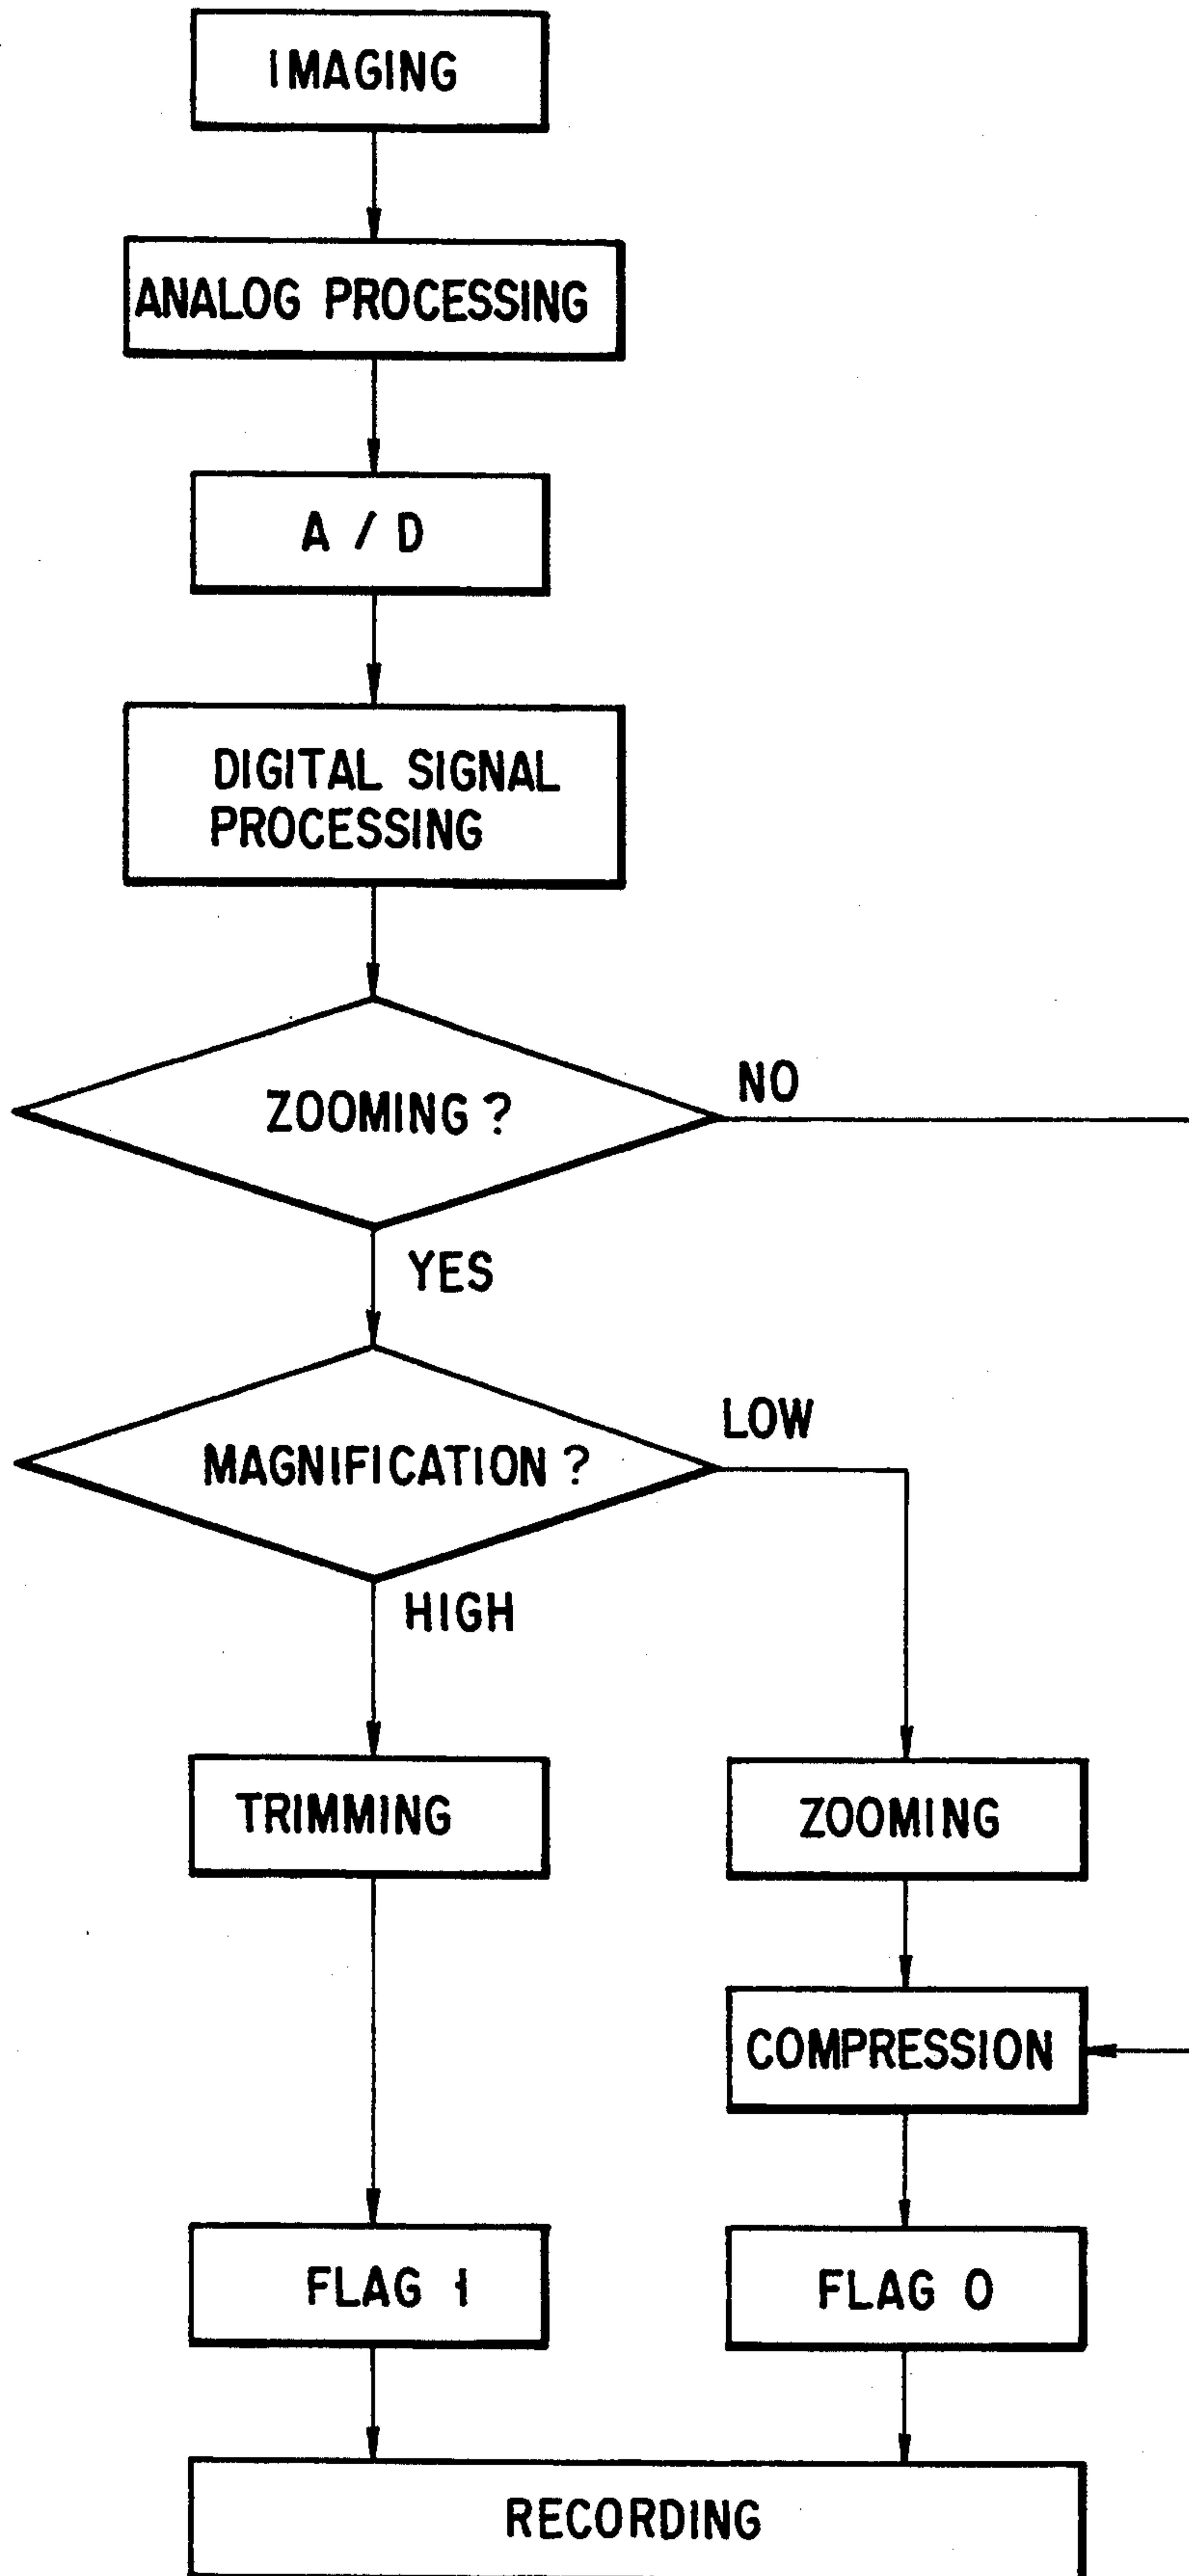 IMAGING
ANALOG PROCESSING
A / D
DIGITAL SIGNAL
PROCESSING
ZOOMING ?
NO
YES
MAGNIFICATION ?
LOW
HIGH
TRIMMING
ZOOMING
COMPRESSION
FLAG 1
FLAG 0
RECORDING